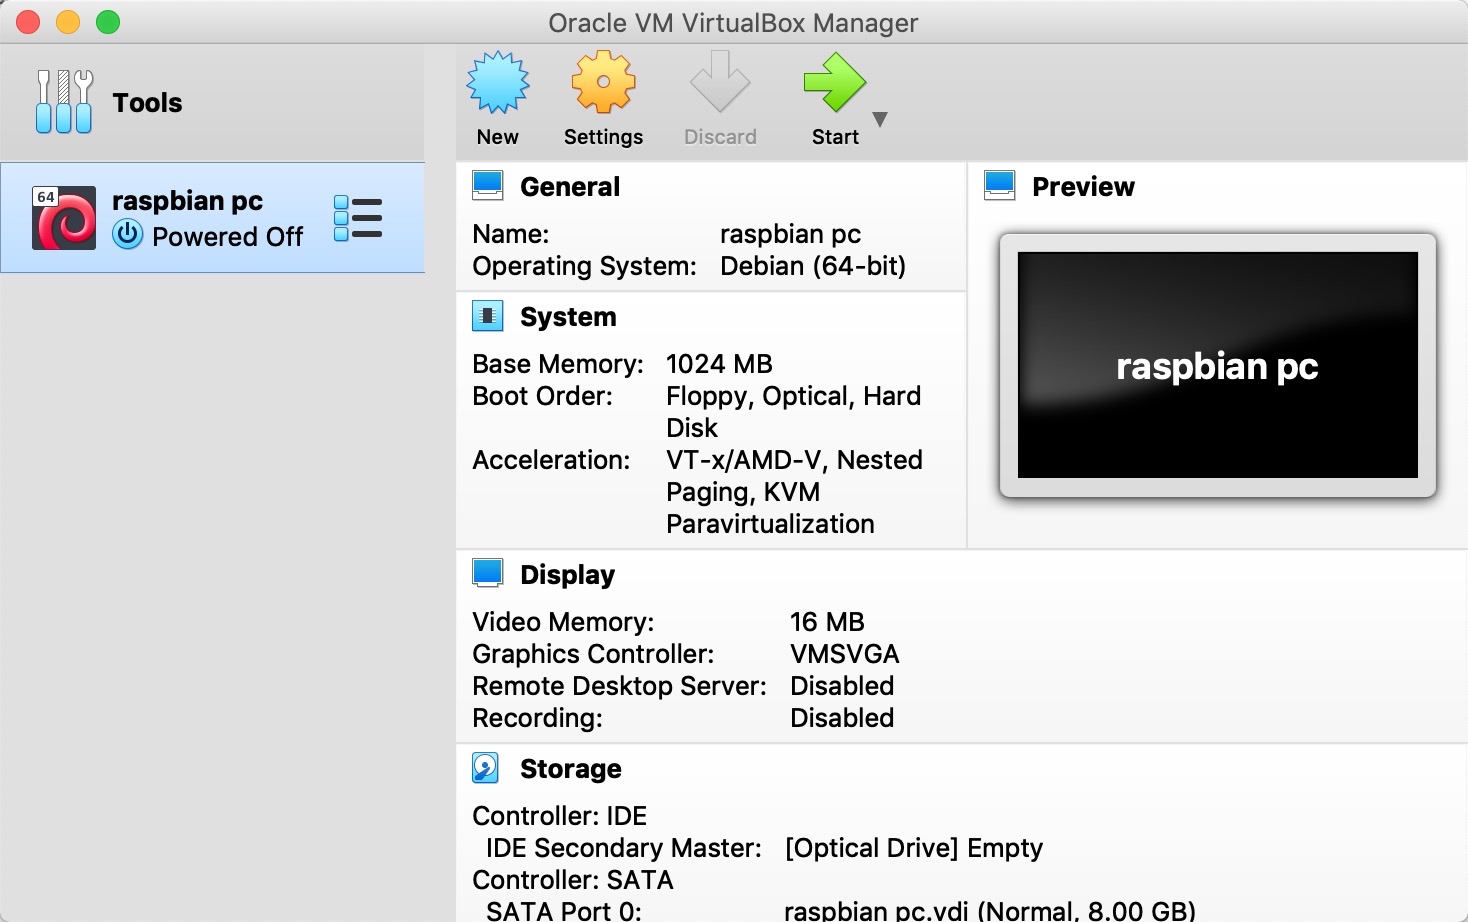 Oracle VM VirtualBox Manager
Tools
New
Settings
Discard
Start
64
raspbian pc
Powered Off
General
Name: raspbian pc
Operating System: Debian (64-bit)
System
Base Memory: 1024 MB
Boot Order: Floppy, Optical, Hard
Disk
Acceleration: VT-x/AMD-V, Nested
Paging, KVM
Paravirtualization
Preview
raspbian pc
Display
Video Memory: 16 MB
Graphics Controller: VMSVGA
Remote Desktop Server: Disabled
Recording: Disabled
Storage
Controller: IDE
IDE Secondary Master: [Optical Drive] Empty
Controller: SATA
SATA Port 0: raspbian pc.vdi (Normal, 8.00 GB)